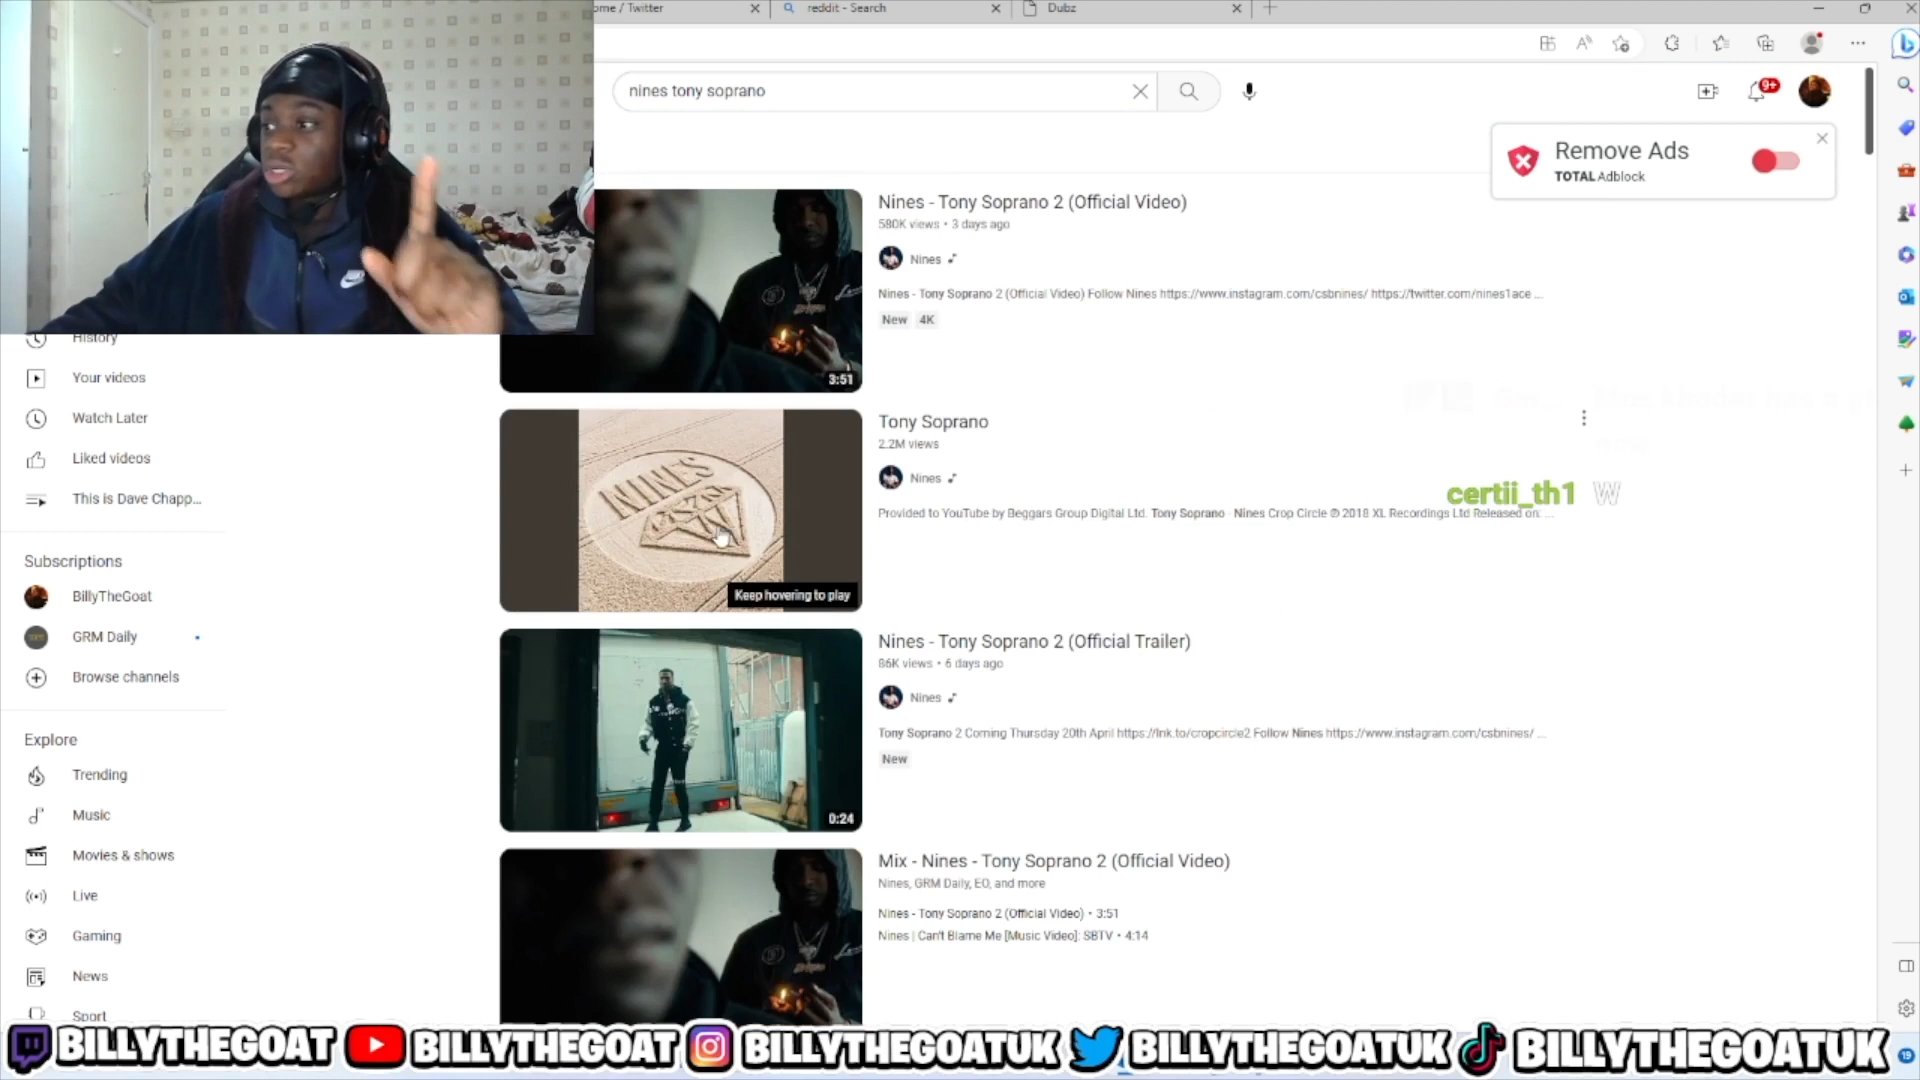 ome / Twitter
reddit - Search
Dubz
nines tony soprano
9+
Remove Ads
TOTAL Adblock
Nines - Tony Soprano 2 (Official Video)
580K views • 3 days ago
Nines
Nines - Tony Soprano 2 (Official Video) Follow Nines https://www.instagram.com/csbnines/ https://twitter.com/nines1ace ...
New 4K
3:51
History
Your videos
Watch Later
Liked videos
This is Dave Chapp...
Subscriptions
BillyTheGoat
GRM Daily
Browse channels
Explore
Trending
Music
Movies & shows
Live
Gaming
News
Sport
NINES
Keep hovering to play
Tony Soprano
2.2M views
Nines
Provided to YouTube by Beggars Group Digital Ltd. Tony Soprano · Nines Crop Circle ℗ 2018 XL Recordings Ltd Released on: ...
certii_th1 W
Nines - Tony Soprano 2 (Official Trailer)
86K views • 6 days ago
Nines
Tony Soprano 2 Coming Thursday 20th April https://lnk.to/cropcircle2 Follow Nines https://www.instagram.com/csbnines/ ...
New
0:24
Mix - Nines - Tony Soprano 2 (Official Video)
Nines, GRM Daily, EO, and more
Nines - Tony Soprano 2 (Official Video) • 3:51
Nines | Can't Blame Me [Music Video]: SBTV • 4:14
BILLYTHEGOAT BILLYTHEGOAT BILLYTHEGOATUK BILLYTHEGOATUK BILLYTHEGOATUK
19